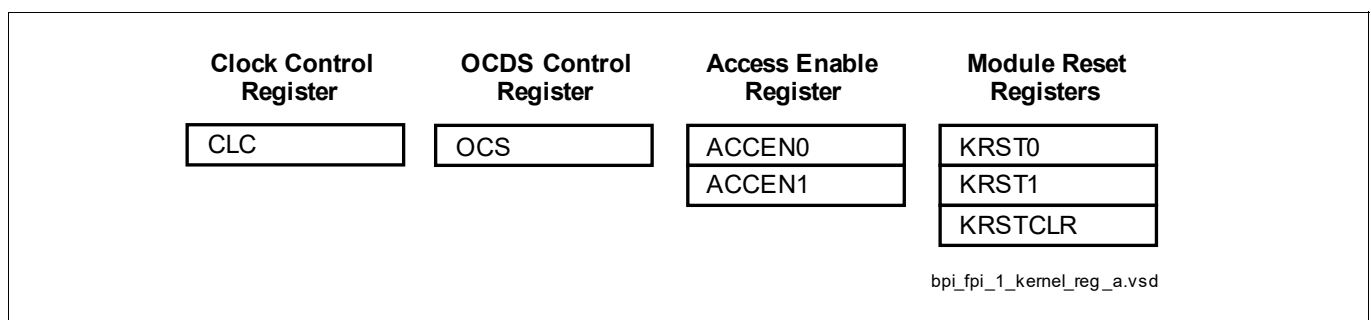 Clock Control
Register
OCDS Control
Register
Access Enable
Register
Module Reset
Registers
CLC
OCS
ACCEN0
ACCEN1
KRST0
KRST1
KRSTCLR
bpi_fpi_1_kernel_reg_a.vsd